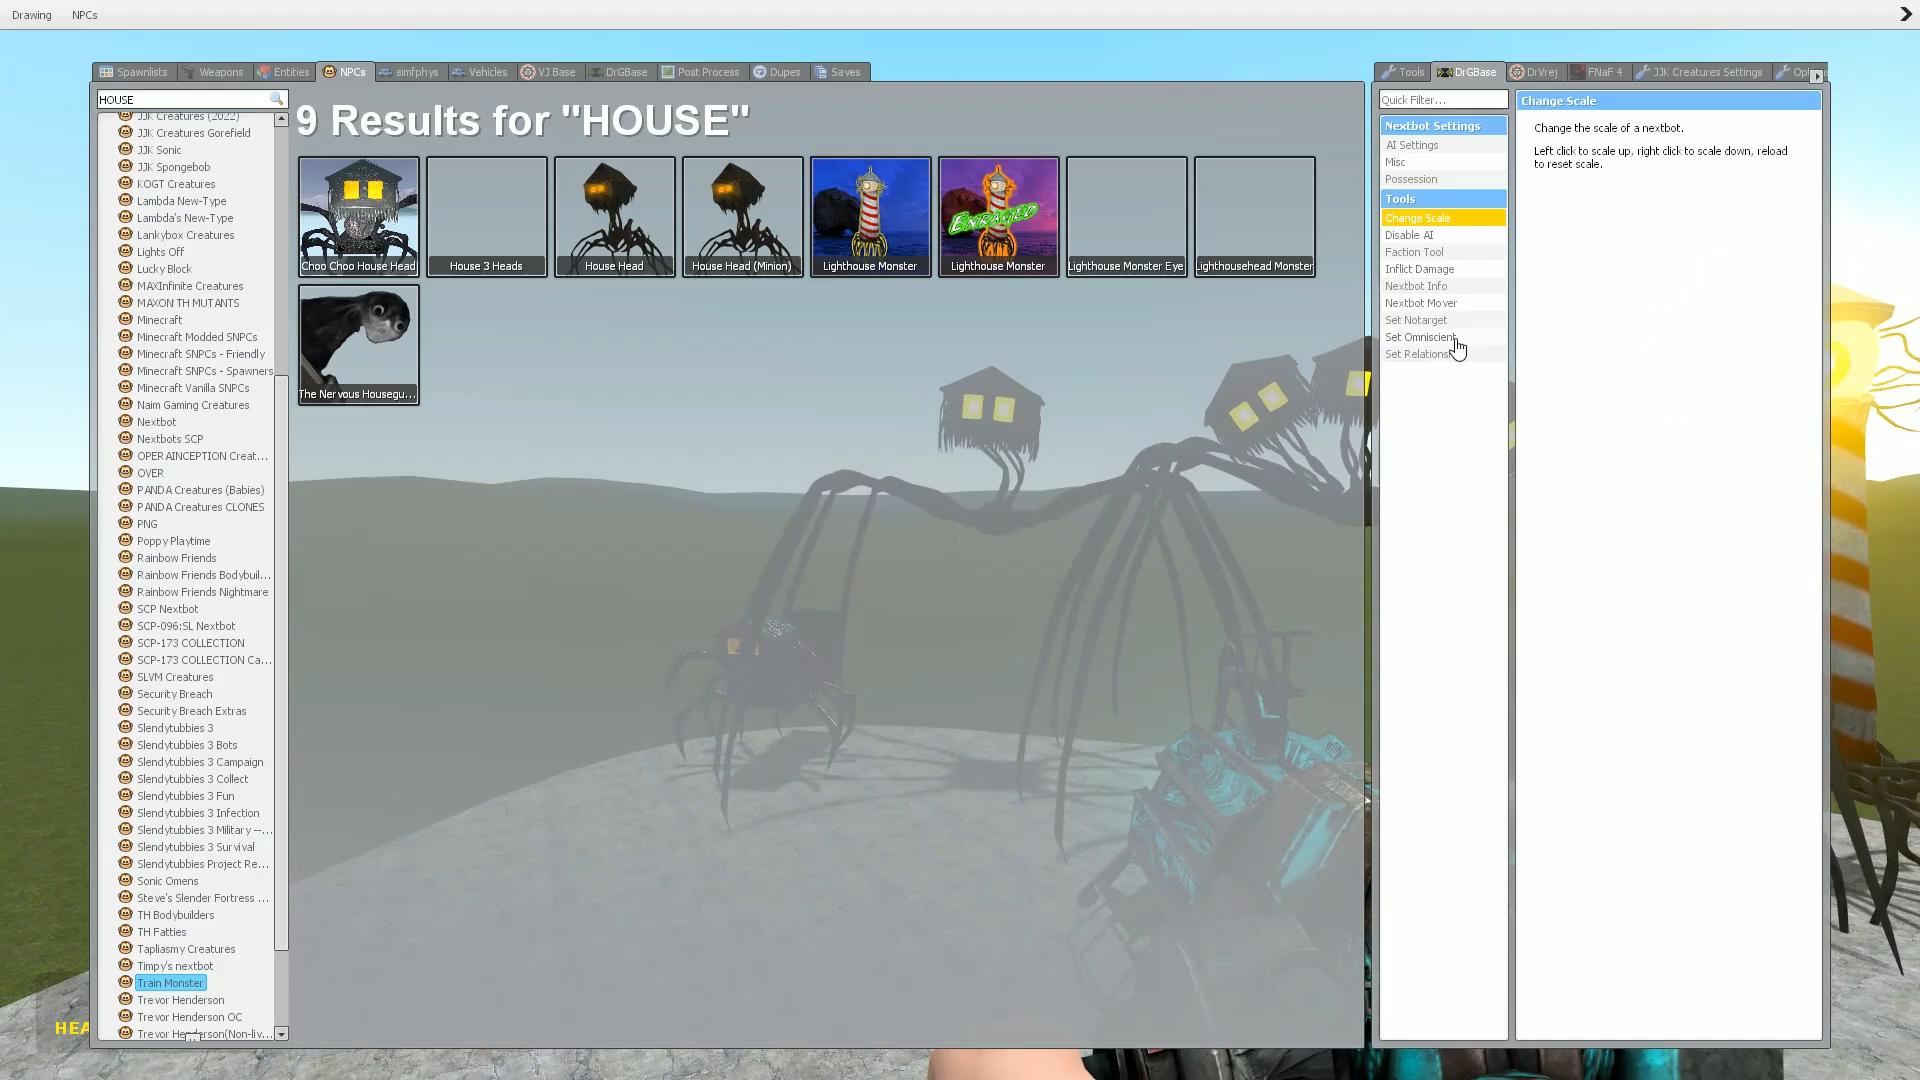 Drawing NPCs
Spawnlists Weapons Entities NPCs simfphys Vehicles VJ Base DrGBase Post Process Dupes Saves
HOUSE
JJK Creatures (2022)
JJK Creatures Gorefield
JJK Sonic
JJK Spongebob
KOGT Creatures
Lambda New-Type
Lambda's New-Type
Lankybox Creatures
Lights Off
Lucky Block
MAXInfinite Creatures
MAXON TH MUTANTS
Minecraft
Minecraft Modded SNPCs
Minecraft SNPCs - Friendly
Minecraft SNPCs - Spawners
Minecraft Vanilla SNPCs
Naim Gaming Creatures
Nextbot
Nextbots SCP
OPERAINCEPTION Creat...
OVER
PANDA Creatures (Babies)
PANDA Creatures CLONES
PNG
Poppy Playtime
Rainbow Friends
Rainbow Friends Bodybuil...
Rainbow Friends Nightmare
SCP Nextbot
SCP-096:SL Nextbot
SCP-173 COLLECTION
SCP-173 COLLECTION Ca...
SLVM Creatures
Security Breach
Security Breach Extras
Slendytubbies 3
Slendytubbies 3 Bots
Slendytubbies 3 Campaign
Slendytubbies 3 Collect
Slendytubbies 3 Fun
Slendytubbies 3 Infection
Slendytubbies 3 Military --...
Slendytubbies 3 Survival
Slendytubbies Project Re...
Sonic Omens
Steve's Slender Fortress ...
TH Bodybuilders
TH Fatties
Tapliasmy Creatures
Timpy's nextbot
Train Monster
Trevor Henderson
Trevor Henderson OC
Trevor Henderson(Non-liv...
9 Results for "HOUSE"
ENRAGED
Choo Choo House Head House 3 Heads House Head House Head (Minion) Lighthouse Monster Lighthouse Monster Lighthouse Monster Eye Lighthousehead Monster
The Nervous Housegu...
Tools DrGBase DrVrej FNaF 4 JJK Creatures Settings
Quick Filter...
Nextbot Settings
AI Settings
Misc
Possession
Tools
Change Scale
Disable AI
Faction Tool
Inflict Damage
Nextbot Info
Nextbot Mover
Set Notarget
Set Omniscient
Set Relations
Change Scale
Change the scale of a nextbot.
Left click to scale up, right click to scale down, reload
to reset scale.
HEA